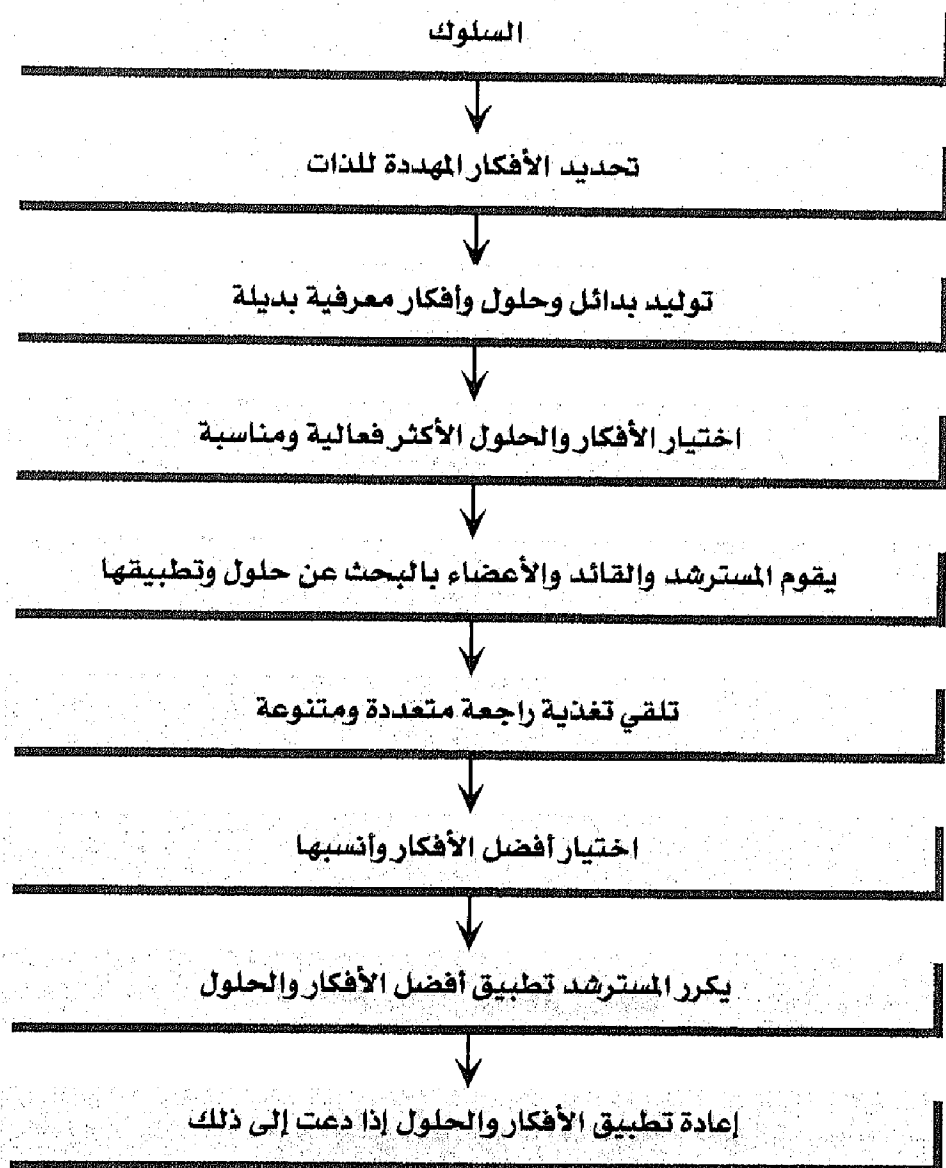 السلوك
تحديد الأفكار المهددة للذات
توليد بدائل وحلول وأفكار معرفية بديلة
اختيار الأفكار والحلول الأكثر فعالية ومناسبة
يقوم المسترشد والقائد والأعضاء بالبحث عن حلول وتطبيقها
تلقي تغذية راجعة متعددة ومتنوعة
اختيار أفضل الأفكار وأنسبها
يكرر المسترشد تطبيق أفضل الأفكار والحلول
إعادة تطبيق الأفكار والحلول إذا دعت إلى ذلك